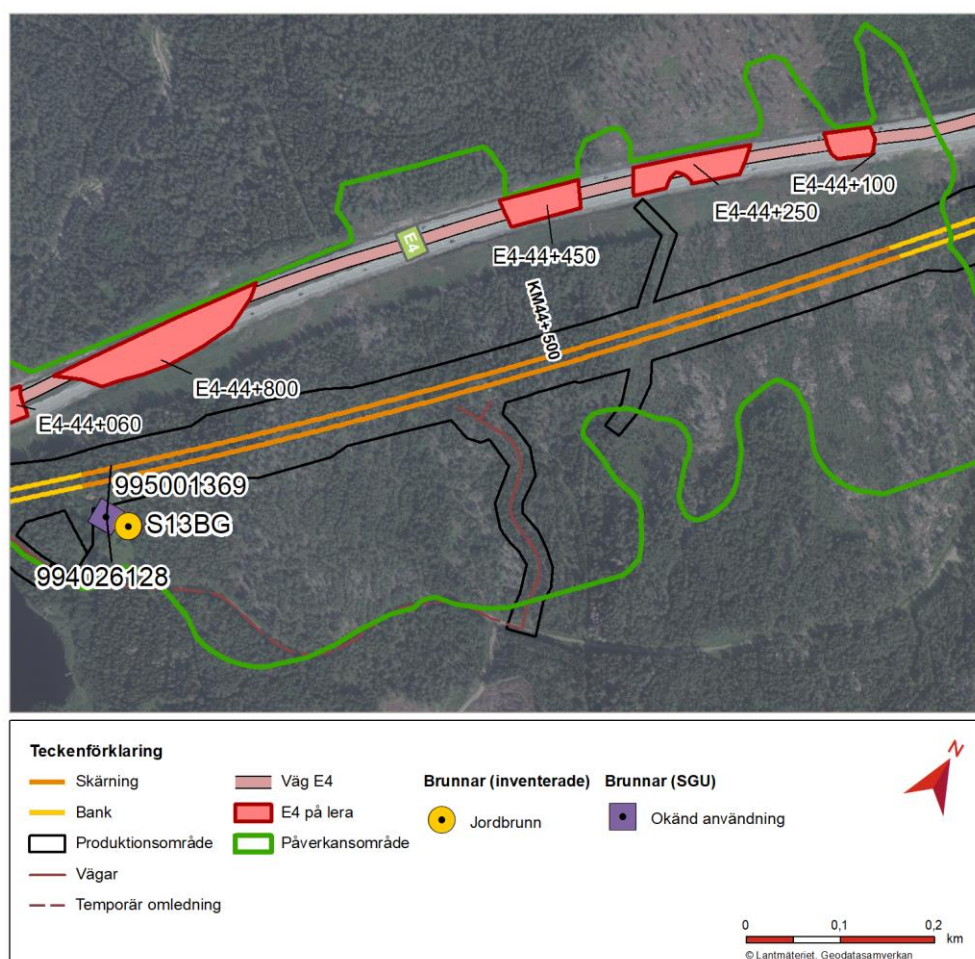 E4-44+100
E4-44+250
E4
E4-44+450
KM44+500
E4-44+800
E4-44+060
995001369
S13BG
994026128
Teckenförklaring
Skärning
Bank
Produktionsområde
Vägar
Temporär omledning
Väg E4
E4 på lera
Påverkansområde
Brunnar (inventerade)
Jordbrunn
Brunnar (SGU)
Okänd användning
N
0 0,1 0,2
km
© Lantmäteriet, Geodatasamverkan